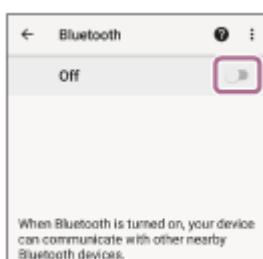 Bluetooth
Off
When Bluetooth is turned on, your device
can communicate with other nearby
Bluetooth devices.